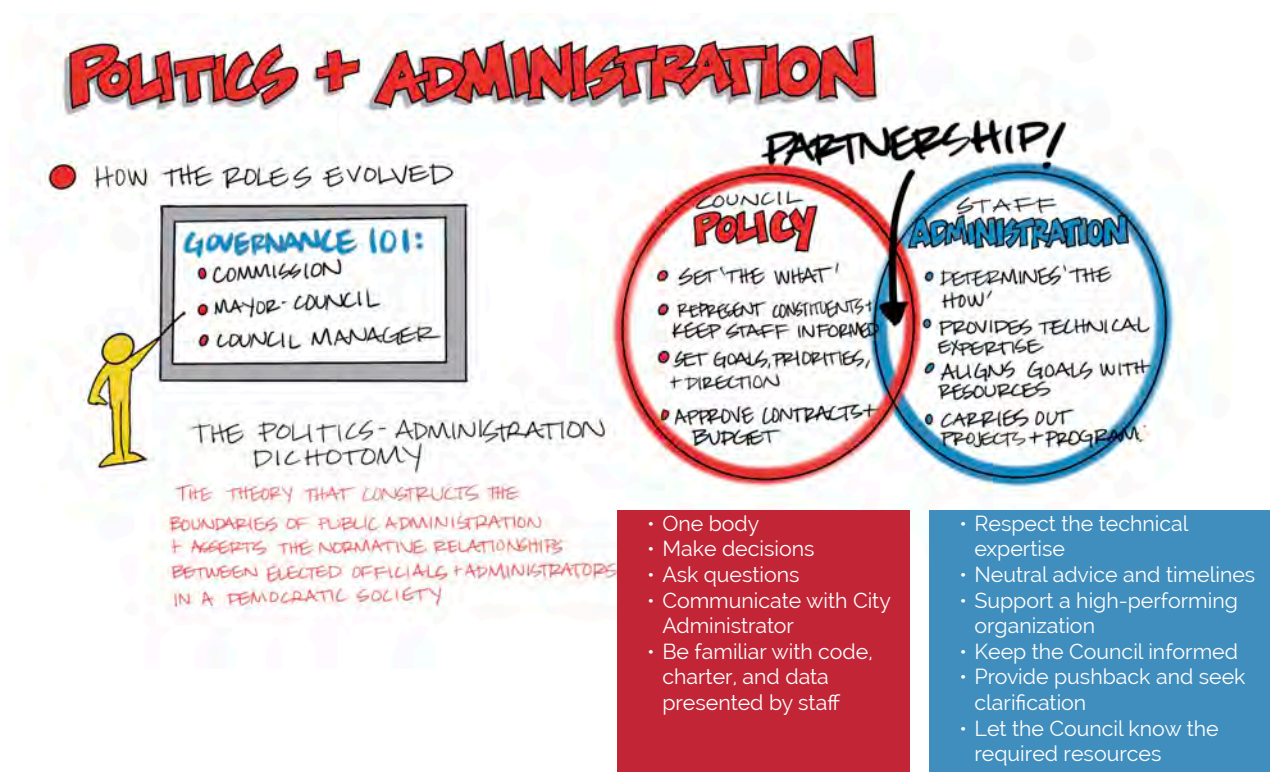 POLITICS + ADMINISTRATION
HOW THE ROLES EVOLVED
GOVERNANCE 101:
• COMMISSION
• MAYOR-COUNCIL
• COUNCIL MANAGER
THE POLITICS-ADMINISTRATION
DICHOTOMY
THE THEORY THAT CONSTRUCTS THE
BOUNDARIES OF PUBLIC ADMINISTRATION
+ ASSERTS THE NORMATIVE RELATIONSHIPS
BETWEEN ELECTED OFFICIALS + ADMINISTRATORS
IN A DEMOCRATIC SOCIETY
PARTNERSHIP!
COUNCIL
POLICY
• SET 'THE WHAT'
• REPRESENT CONSTITUENTS +
KEEP STAFF INFORMED
• SET GOALS, PRIORITIES,
+ DIRECTION
• APPROVE CONTRACTS +
BUDGET
STAFF
ADMINISTRATION
• DETERMINES 'THE
HOW'
• PROVIDES TECHNICAL
EXPERTISE
• ALIGNS GOALS WITH
RESOURCES
• CARRIES OUT
PROJECTS + PROGRAM
• One body
• Make decisions
• Ask questions
• Communicate with City
Administrator
• Be familiar with code,
charter, and data
presented by staff
• Respect the technical
expertise
• Neutral advice and timelines
• Support a high-performing
organization
• Keep the Council informed
• Provide pushback and seek
clarification
• Let the Council know the
required resources